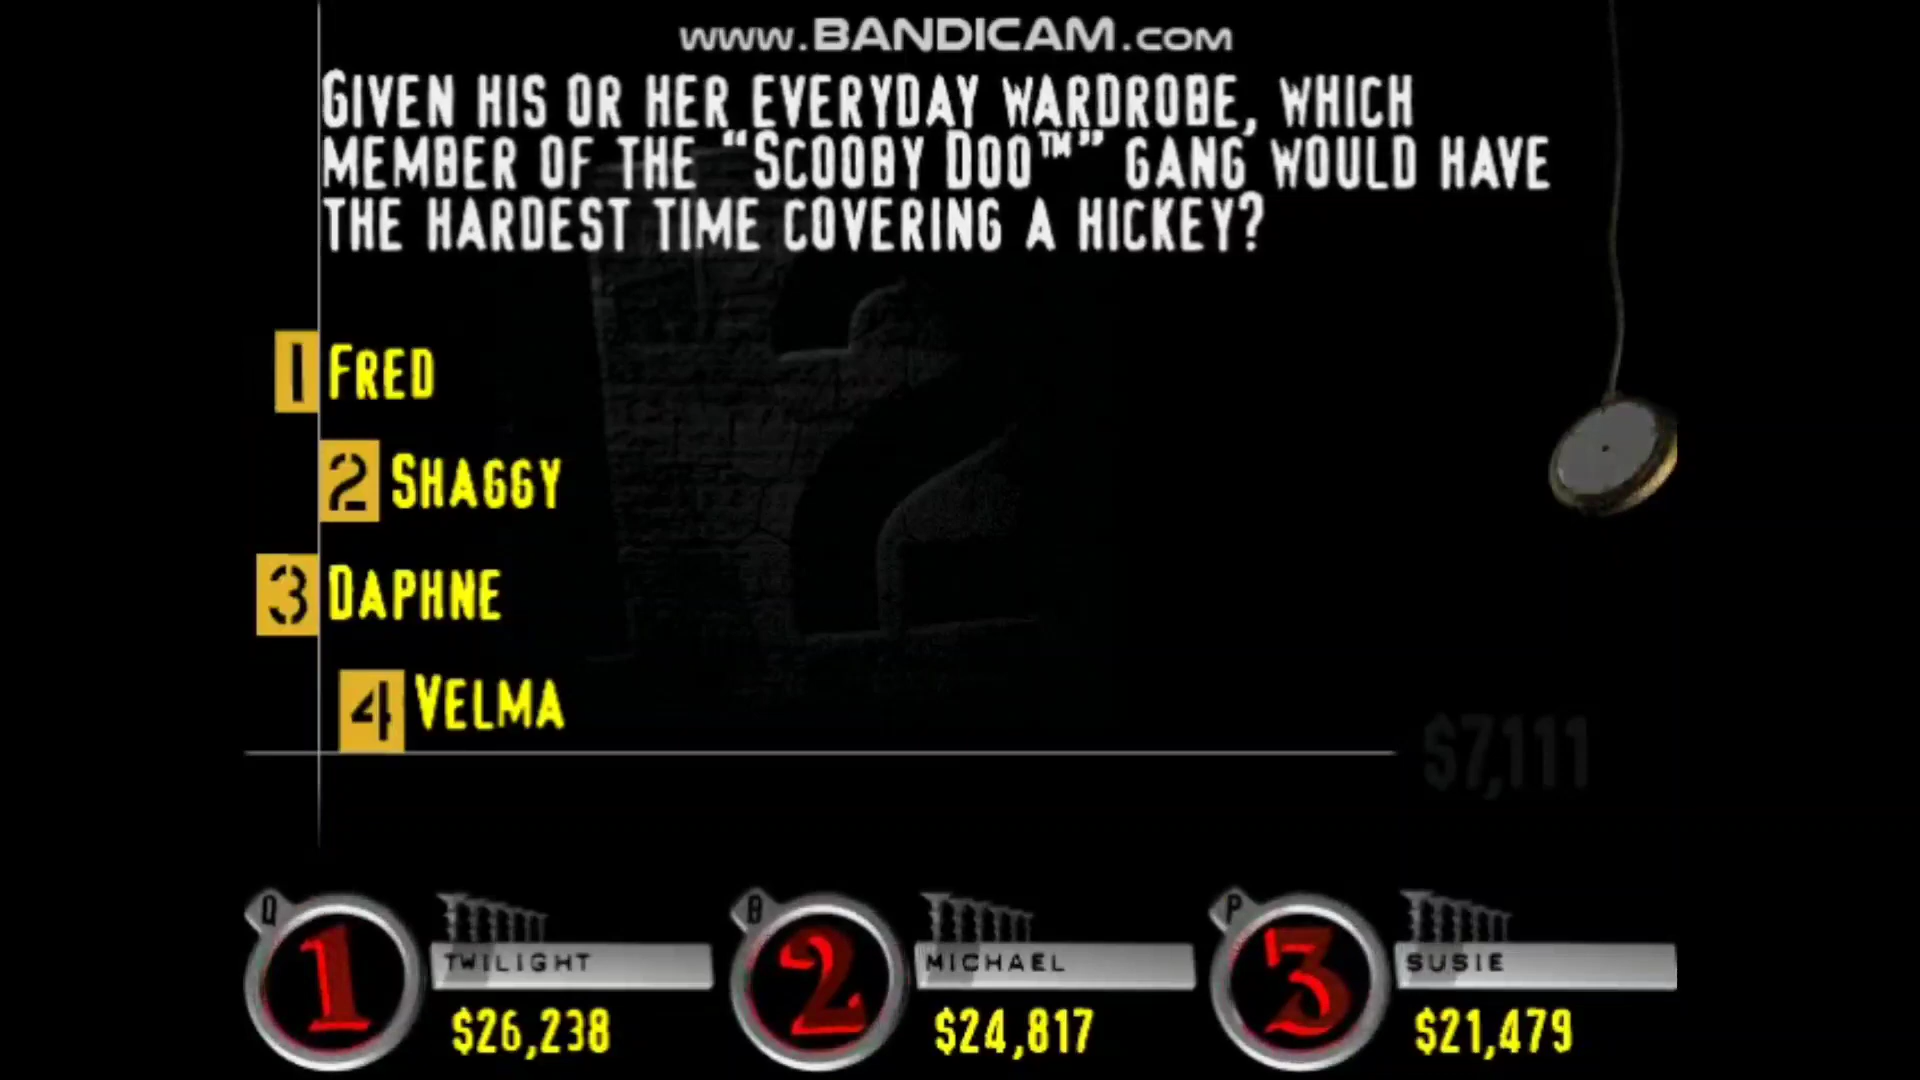 www.BANDICAM.com
GIVEN HIS OR HER EVERYDAY WARDROBE, WHICH
MEMBER OF THE “SCOOBY DOO™” GANG WOULD HAVE
THE HARDEST TIME COVERING A HICKEY?
1 FRED
2 SHAGGY
3 DAPHNE
4 VELMA
$7,111
Q 1 TWILIGHT $26,238
B 2 MICHAEL $24,817
P 3 SUSIE $21,479